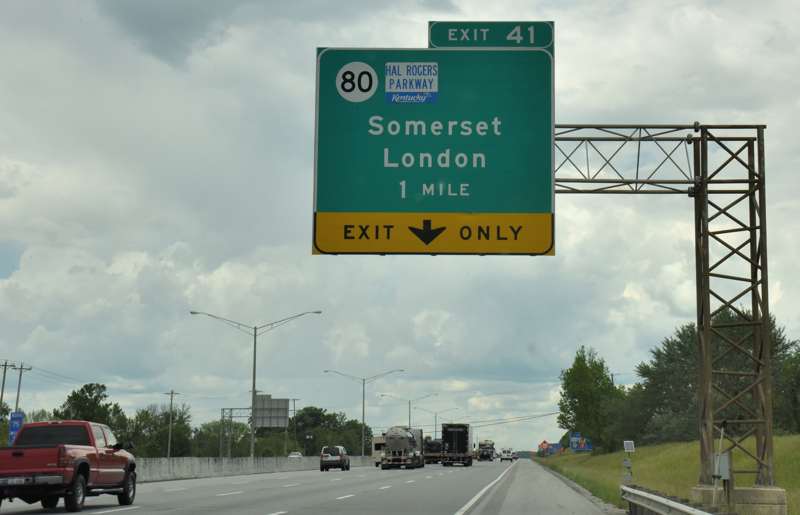 EXIT 41
80
HAL ROGERS
PARKWAY
Kentucky
Somerset
London
1 MILE
EXIT ONLY